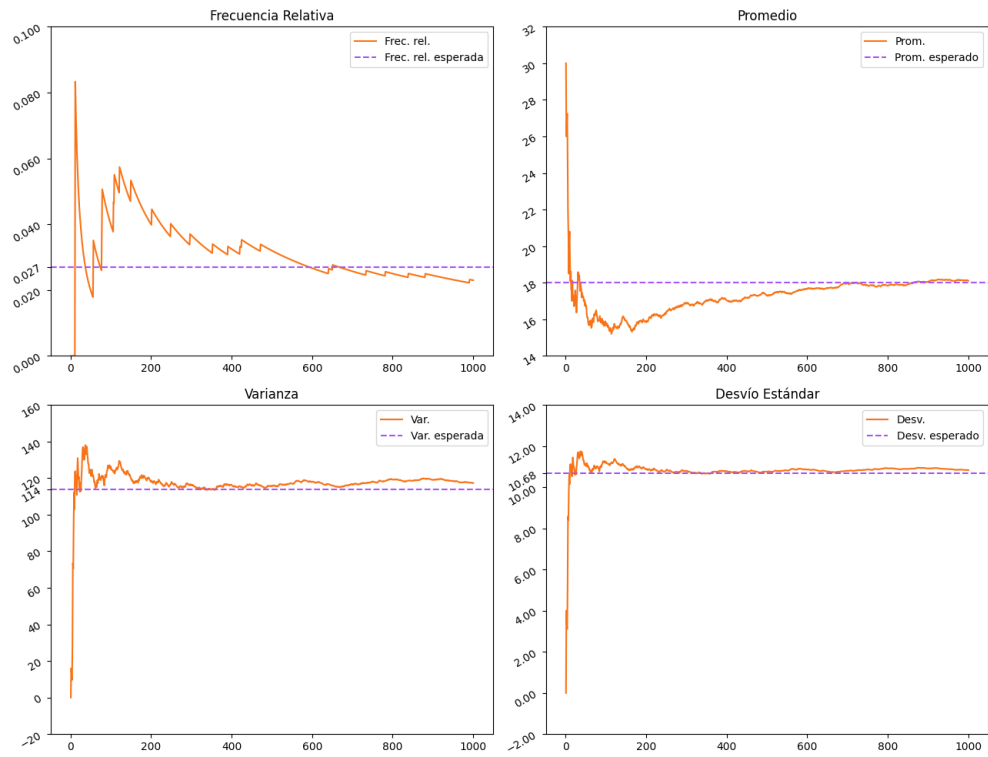 Frecuencia Relativa
0.100
0.080
0.060
0.040
0.027
0.020
0.000
Frec. rel.
Frec. rel. esperada
0 200 400 600 800 1000
Promedio
32
30
28
26
24
22
20
18
16
14
Prom.
Prom. esperado
0 200 400 600 800 1000
Varianza
160
140
120
114
100
80
60
40
20
0
−20
Var.
Var. esperada
0 200 400 600 800 1000
Desvío Estándar
14.00
12.00
10.68
10.00
8.00
6.00
4.00
2.00
0.00
−2.00
Desv.
Desv. esperado
0 200 400 600 800 1000